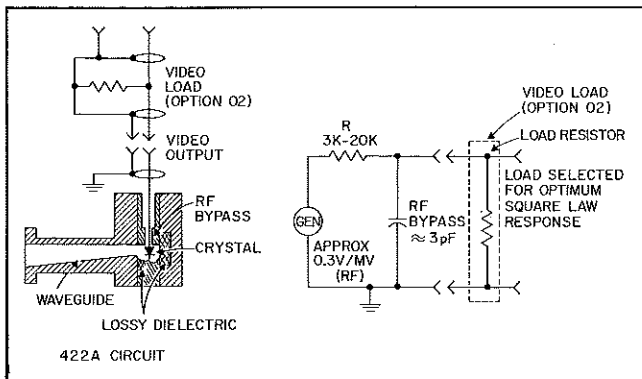 VIDEO
LOAD
(OPTION 02)
VIDEO
OUTPUT
RF
BYPASS
CRYSTAL
WAVEGUIDE
LOSSY DIELECTRIC
422A CIRCUIT
R
3K-20K
GEN
APPROX
0.3V/MV
(RF)
RF
BYPASS
≈ 3pF
VIDEO LOAD
(OPTION 02)
LOAD RESISTOR
LOAD SELECTED
FOR OPTIMUM
SQUARE LAW
RESPONSE